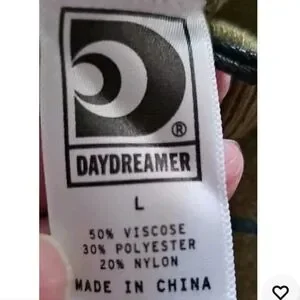 ®
DAYDREAMER
L
50% VISCOSE
30% POLYESTER
20% NYLON
MADE IN CHINA